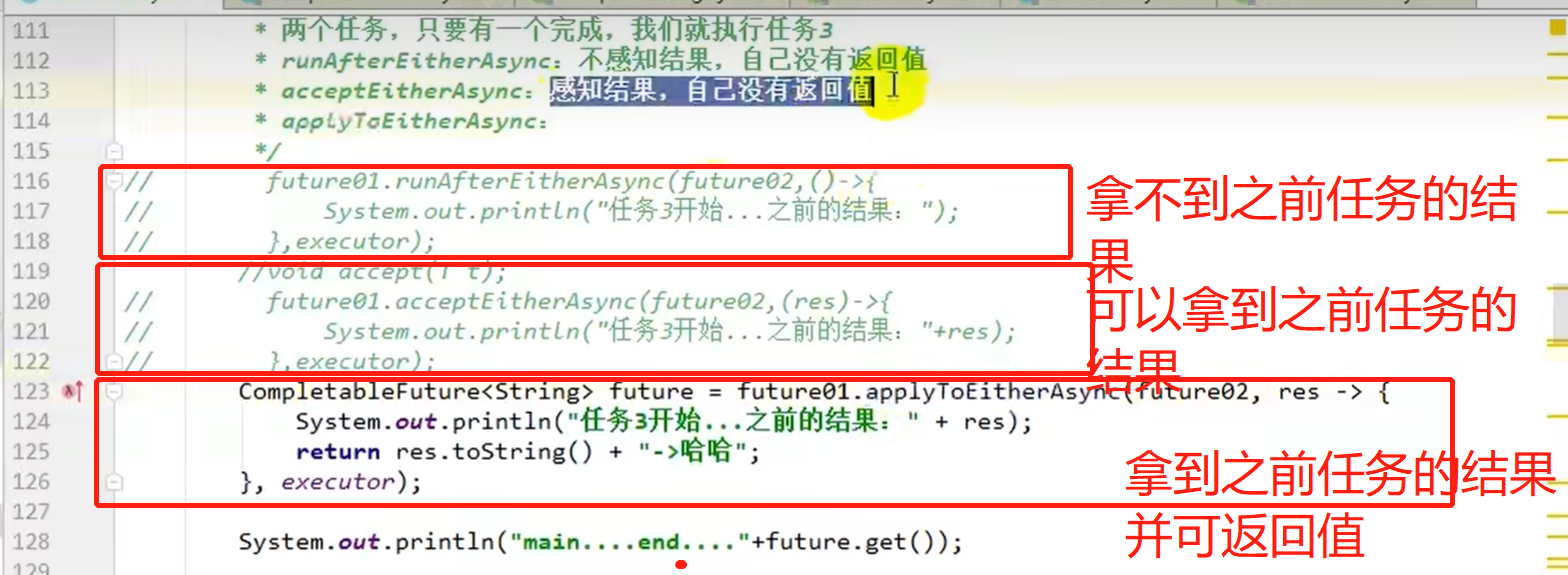 111 * 两个任务，只要有一个完成，我们就执行任务3
112 * runAfterEitherAsync：不感知结果，自己没有返回值
113 * acceptEitherAsync：感知结果，自己没有返回值
114 * applyToEitherAsync：
115 */
116 // future01.runAfterEitherAsync(future02,()->{
117 // System.out.println("任务3开始...之前的结果：");
118 // },executor);
拿不到之前任务的结
果
119 //void accept(T t);
120 // future01.acceptEitherAsync(future02,(res)->{
121 // System.out.println("任务3开始...之前的结果："+res);
122 // },executor);
可以拿到之前任务的
结果
123 CompletableFuture<String> future = future01.applyToEitherAsync(future02, res -> {
124 System.out.println("任务3开始...之前的结果：" + res);
125 return res.toString() + "->哈哈";
126 }, executor);
拿到之前任务的结果
并可返回值
127
128 System.out.println("main....end...."+future.get());
129